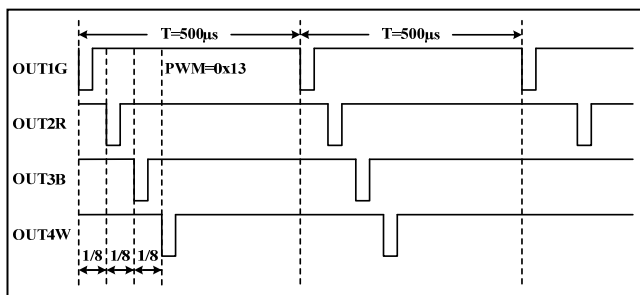 T=500μs T=500μs
OUT1G
PWM=0x13
OUT2R
OUT3B
OUT4W
1/8 1/8 1/8